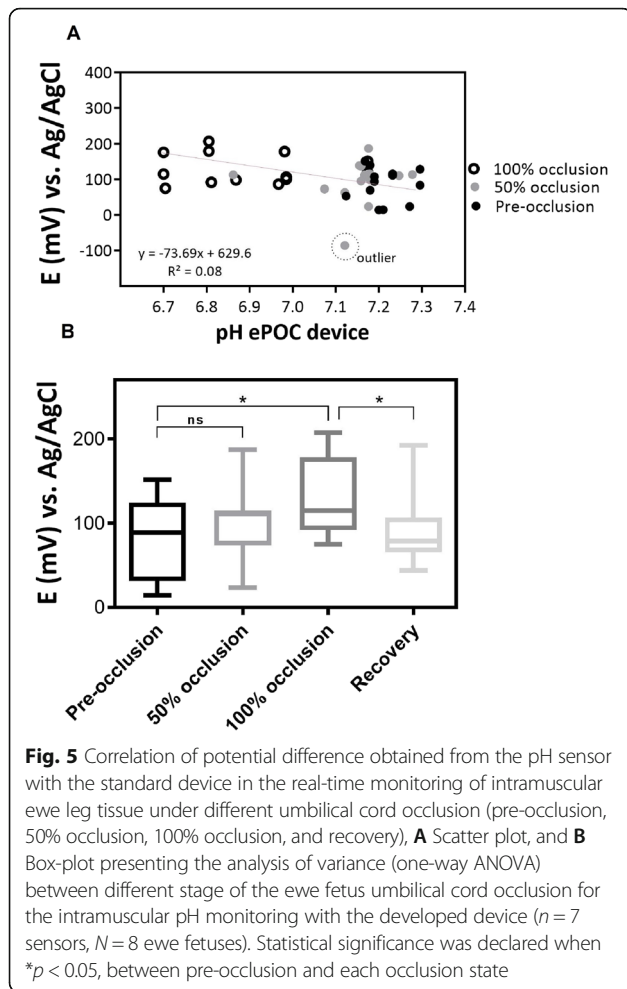 A
E (mV) vs. Ag/AgCl
400
300
200
100
0
-100
y = -73.69x + 629.6
R² = 0.08
outlier
100% occlusion
50% occlusion
Pre-occlusion
6.7 6.8 6.9 7.0 7.1 7.2 7.3 7.4
pH ePOC device
B
E (mV) vs. Ag/AgCl
200
100
0
*
*
ns
Pre-occlusion
50% occlusion
100% occlusion
Recovery
Fig. 5 Correlation of potential difference obtained from the pH sensor
with the standard device in the real-time monitoring of intramuscular
ewe leg tissue under different umbilical cord occlusion (pre-occlusion,
50% occlusion, 100% occlusion, and recovery), A Scatter plot, and B
Box-plot presenting the analysis of variance (one-way ANOVA)
between different stage of the ewe fetus umbilical cord occlusion for
the intramuscular pH monitoring with the developed device (n = 7
sensors, N = 8 ewe fetuses). Statistical significance was declared when
*p < 0.05, between pre-occlusion and each occlusion state